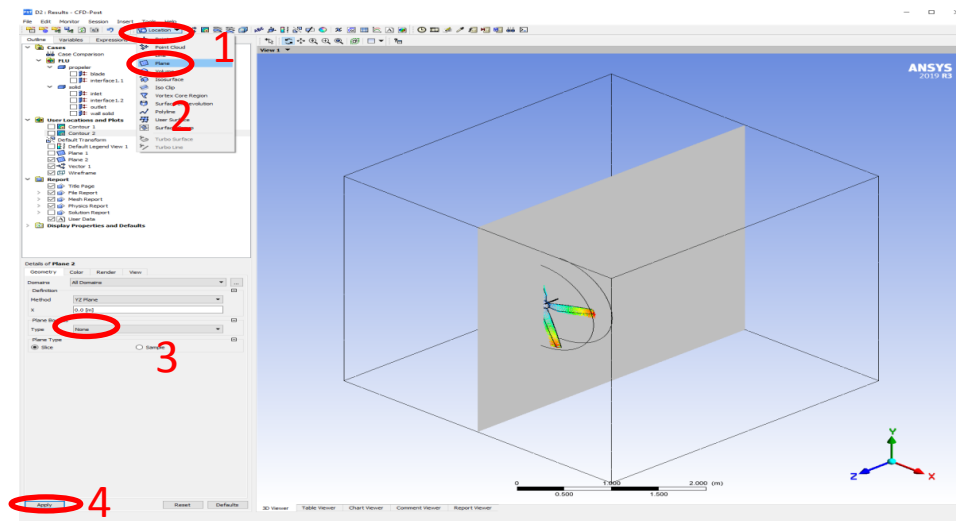 D2 : Results - CFD-Post
File Edit Monitor Session Insert Tools Help
Location
1
Outline Variables Expressions
Cases
Case Comparison
FLU
propeler
blade
interface1.1
solid
inlet
interface1.2
outlet
wall solid
User Locations and Plots
Contour 1
Contour 2
Default Transform
Default Legend View 1
Plane 1
Plane 2
Vector 1
Wireframe
Report
Title Page
File Report
Mesh Report
Physics Report
Solution Report
User Data
Display Properties and Defaults
Point Cloud
Plane
Isosurface
Iso Clip
Vortex Core Region
Polyline
Turbo Surface
Turbo Line
2
View 1
ANSYS
2019 R3
Details of Plane 2
Geometry Color Render View
Domains All Domains ...
Definition
Method YZ Plane
X 0.0 [m]
Type None
Plane Type
Slice Sample
3
Apply Reset Defaults
4
0 1.000 2.000 (m)
0.500 1.500
Y
Z X
3D Viewer Table Viewer Chart Viewer Comment Viewer Report Viewer